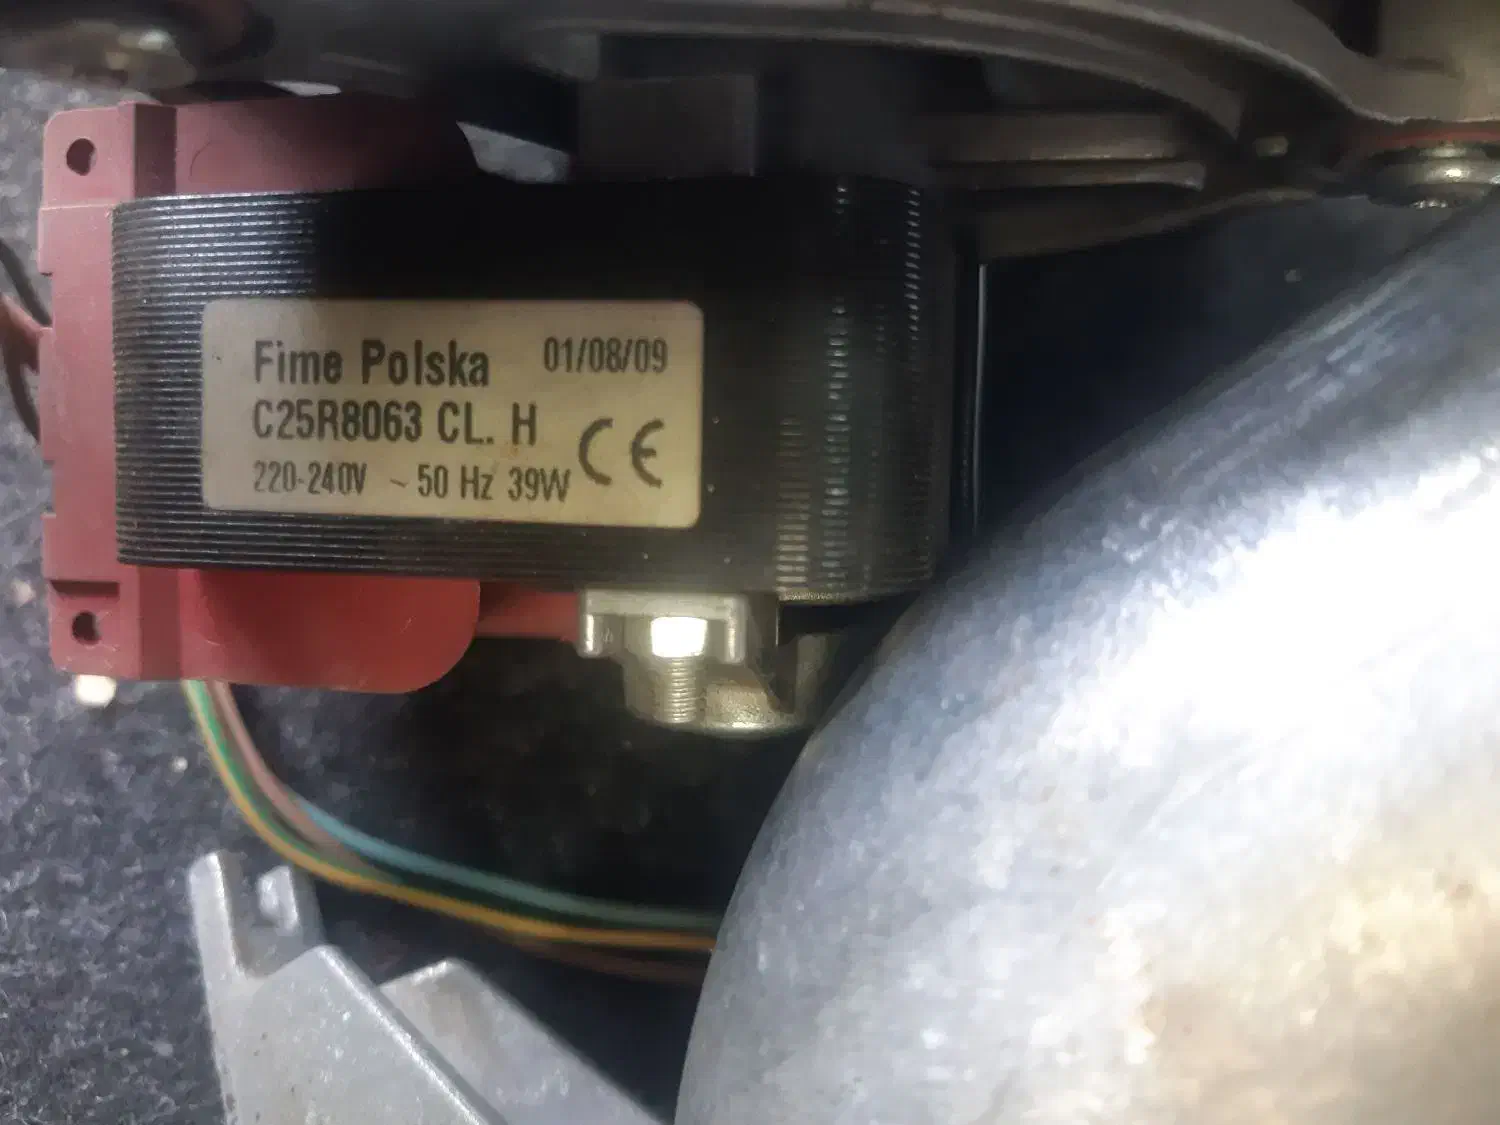 Fime Polska 01/08/09
C25R8063 CL. H CE
220-240V ~ 50 Hz 39W